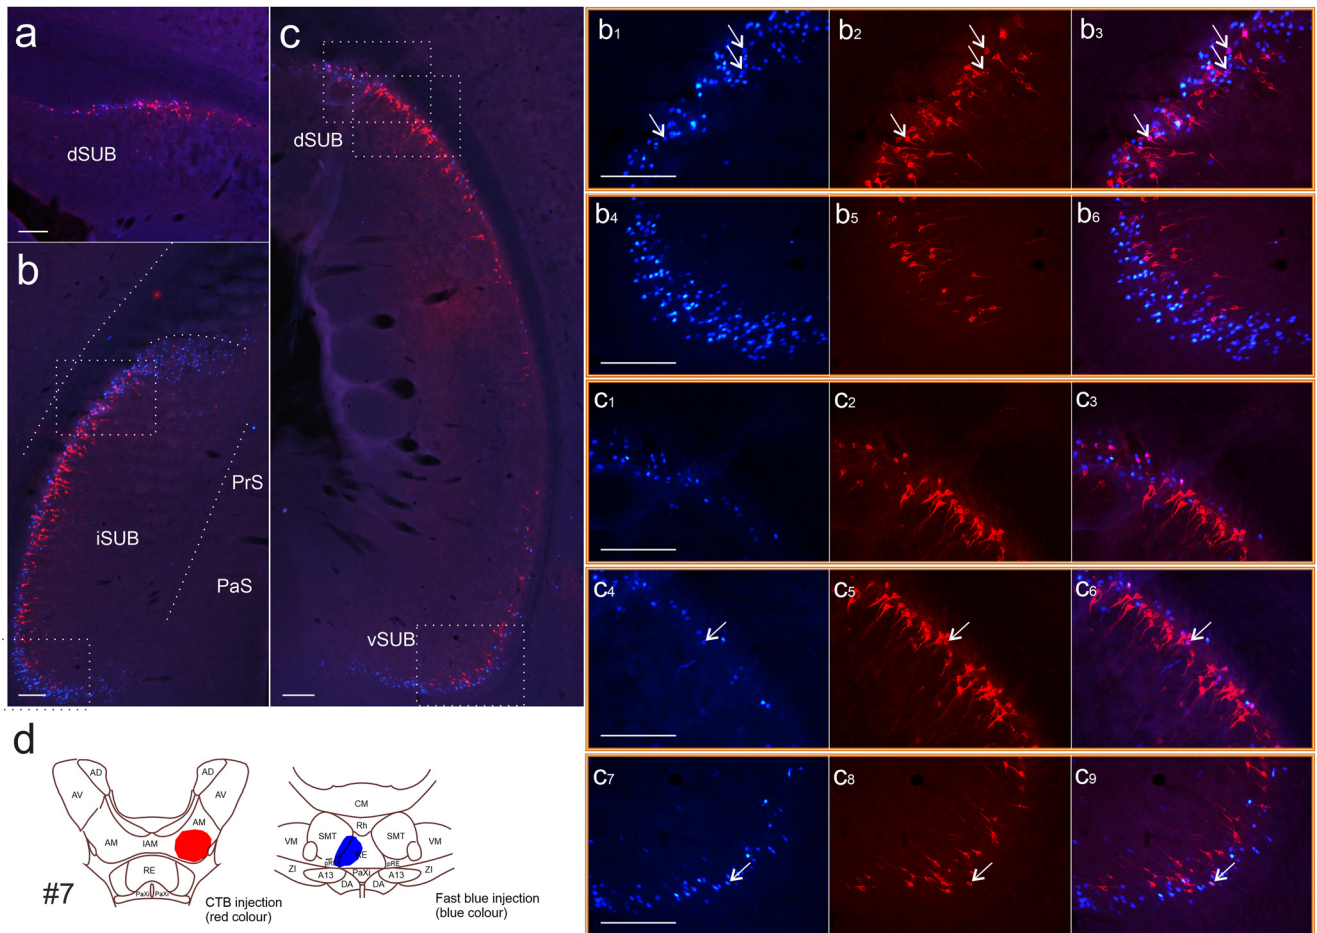 a
dSUB
b
PrS
iSUB
PaS
c
dSUB
vSUB
b1
b2
b3
b4
b5
b6
c1
c2
c3
c4
c5
c6
c7
c8
c9
d
AD
AD
AV
AV
AM
AM
IAM
RE
PaXi PaXi
#7
CTB injection
(red colour)
CM
Rh
VM
SMT
SMT
VM
RE
pRE
ZI
A13
PaXi
A13
ZI
DA
DA
Fast blue injection
(blue colour)